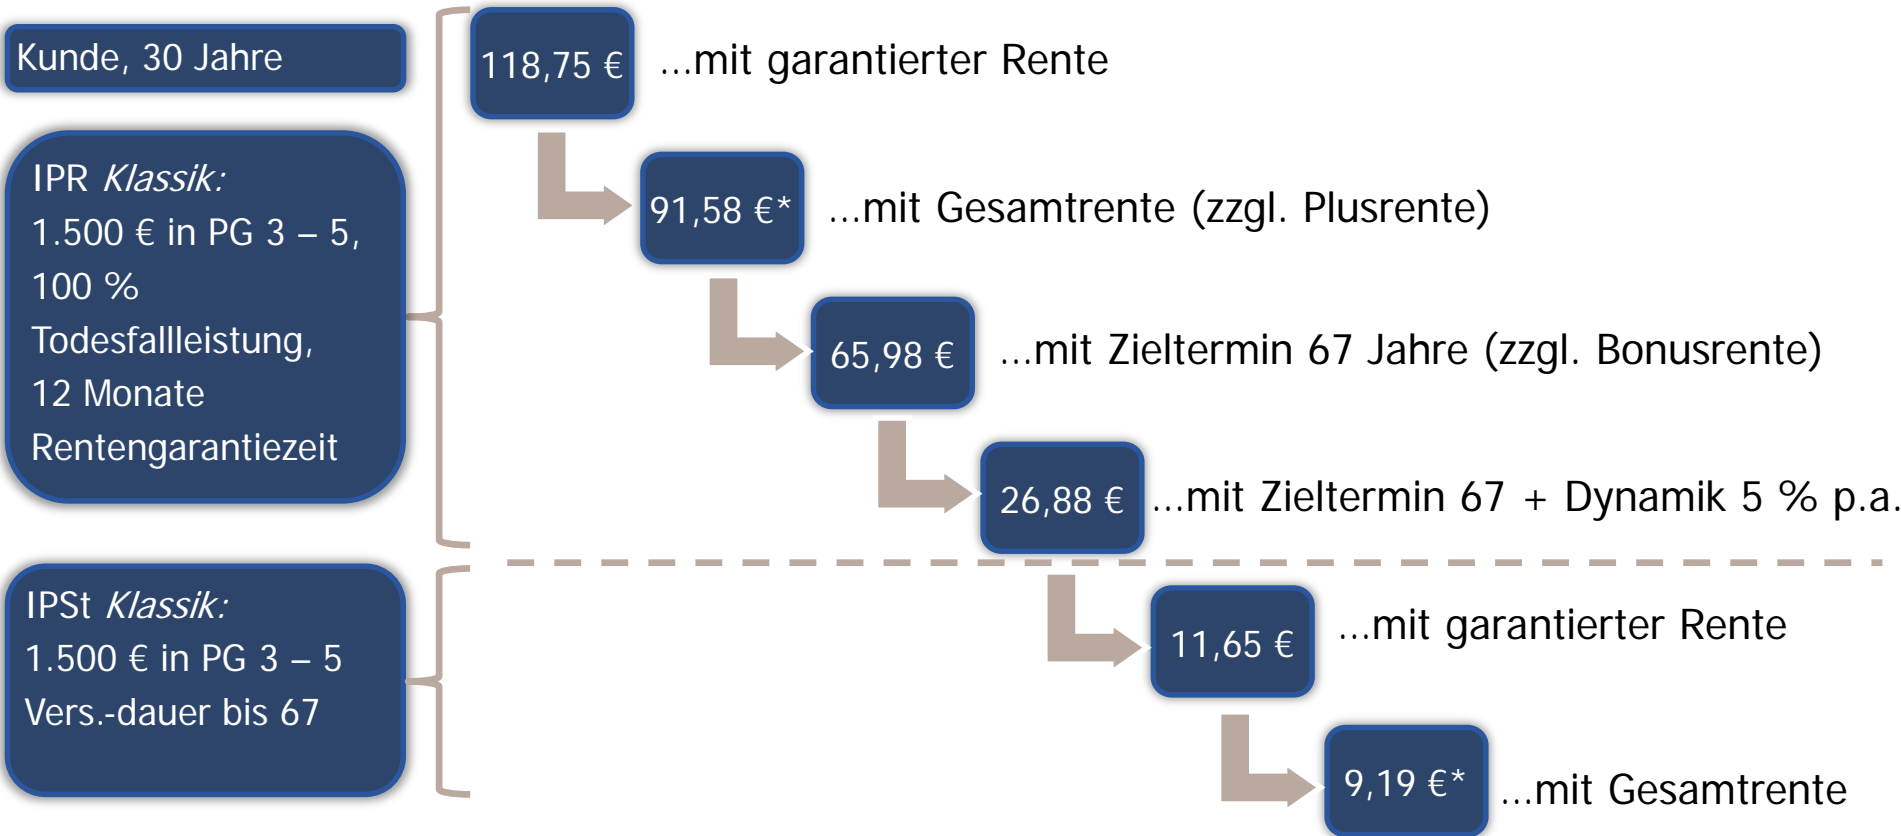 Kunde, 30 Jahre
IPR Klassik:
1.500 € in PG 3 – 5,
100 %
Todesfallleistung,
12 Monate
Rentengarantiezeit
118,75 €
...mit garantierter Rente
91,58 €*
...mit Gesamtrente (zzgl. Plusrente)
65,98 €
...mit Zieltermin 67 Jahre (zzgl. Bonusrente)
26,88 €
...mit Zieltermin 67 + Dynamik 5 % p.a.
IPSt Klassik:
1.500 € in PG 3 – 5
Vers.-dauer bis 67
11,65 €
...mit garantierter Rente
9,19 €*
...mit Gesamtrente